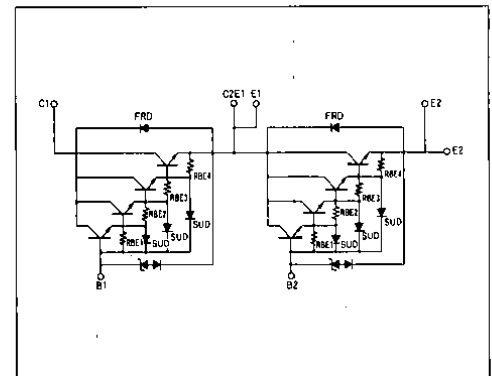 C1 C2E1 E1 E2
FRD FRD
E2
RBE4 RBE4
RBE3 RBE3
RBE2 RBE2
SUD SUD
SUD SUD
RBE1 SUD RBE1 SUD
B1 B2